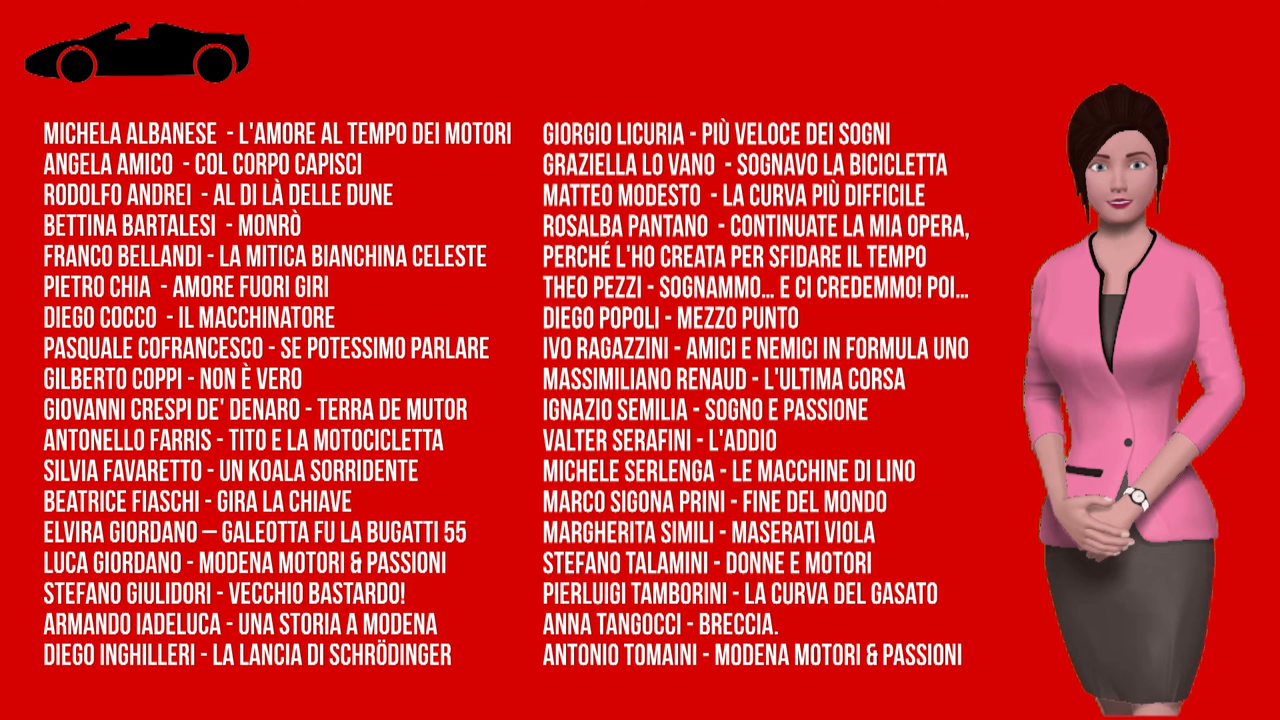 MICHELA ALBANESE - L'AMORE AL TEMPO DEI MOTORI
ANGELA AMICO - COL CORPO CAPISCI
RODOLFO ANDREI - AL DI LÀ DELLE DUNE
BETTINA BARTALESI - MONRÒ
FRANCO BELLANDI - LA MITICA BIANCHINA CELESTE
PIETRO CHIA - AMORE FUORI GIRI
DIEGO COCCO - IL MACCHINATORE
PASQUALE COFRANCESCO - SE POTESSIMO PARLARE
GILBERTO COPPI - NON È VERO
GIOVANNI CRESPI DE' DENARO - TERRA DE MUTOR
ANTONELLO FARRIS - TITO E LA MOTOCICLETTA
SILVIA FAVARETTO - UN KOALA SORRIDENTE
BEATRICE FIASCHI - GIRA LA CHIAVE
ELVIRA GIORDANO – GALEOTTA FU LA BUGATTI 55
LUCA GIORDANO - MODENA MOTORI & PASSIONI
STEFANO GIULIDORI - VECCHIO BASTARDO!
ARMANDO IADELUCA - UNA STORIA A MODENA
DIEGO INGHILLERI - LA LANCIA DI SCHRÖDINGER
GIORGIO LICURIA - PIÙ VELOCE DEI SOGNI
GRAZIELLA LO VANO - SOGNAVO LA BICICLETTA
MATTEO MODESTO - LA CURVA PIÙ DIFFICILE
ROSALBA PANTANO - CONTINUATE LA MIA OPERA,
PERCHÉ L'HO CREATA PER SFIDARE IL TEMPO
THEO PEZZI - SOGNAMMO... E CI CREDEMMO! POI...
DIEGO POPOLI - MEZZO PUNTO
IVO RAGAZZINI - AMICI E NEMICI IN FORMULA UNO
MASSIMILIANO RENAUD - L'ULTIMA CORSA
IGNAZIO SEMILIA - SOGNO E PASSIONE
VALTER SERAFINI - L'ADDIO
MICHELE SERLENGA - LE MACCHINE DI LINO
MARCO SIGONA PRINI - FINE DEL MONDO
MARGHERITA SIMILI - MASERATI VIOLA
STEFANO TALAMINI - DONNE E MOTORI
PIERLUIGI TAMBORINI - LA CURVA DEL GASATO
ANNA TANGOCCI - BRECCIA.
ANTONIO TOMAINI - MODENA MOTORI & PASSIONI